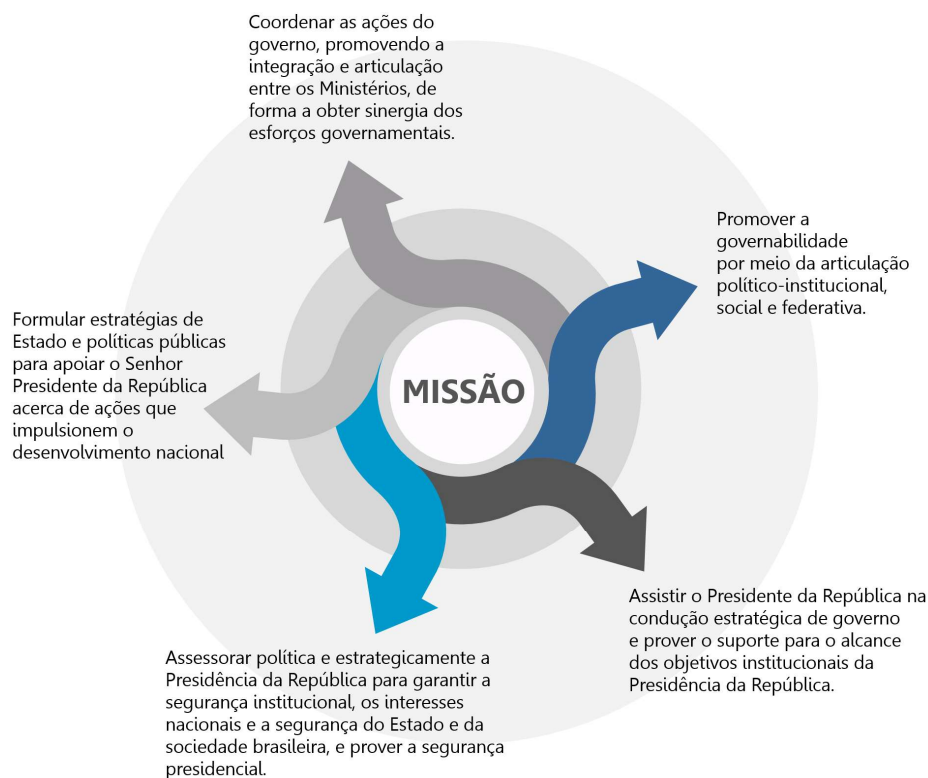 Coordenar as ações do
governo, promovendo a
integração e articulação
entre os Ministérios, de
forma a obter sinergia dos
esforços governamentais.
Promover a
governabilidade
por meio da articulação
político-institucional,
social e federativa.
Formular estratégias de
Estado e políticas públicas
para apoiar o Senhor
Presidente da República
acerca de ações que
impulsionem o
desenvolvimento nacional
MISSÃO
Assistir o Presidente da República na
condução estratégica de governo
e prover o suporte para o alcance
dos objetivos institucionais da
Presidência da República.
Assessorar política e estrategicamente a
Presidência da República para garantir a
segurança institucional, os interesses
nacionais e a segurança do Estado e da
sociedade brasileira, e prover a segurança
presidencial.